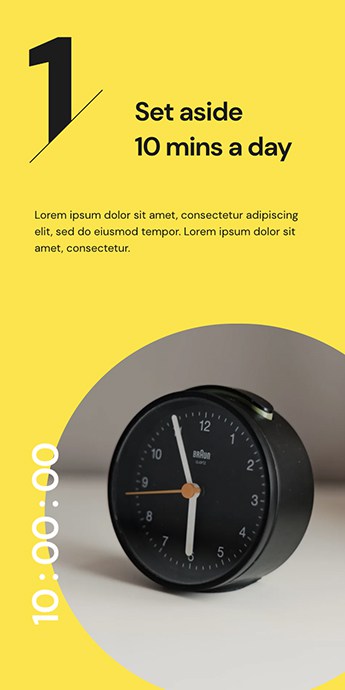 1
Set aside
10 mins a day
Lorem ipsum dolor sit amet, consectetur adipiscing
elit, sed do eiusmod tempor. Lorem ipsum dolor sit
amet, consectetur.
10 : 00 : 00
12
1
2
3
4
5
6
7
8
9
10
BRAUN
quartz